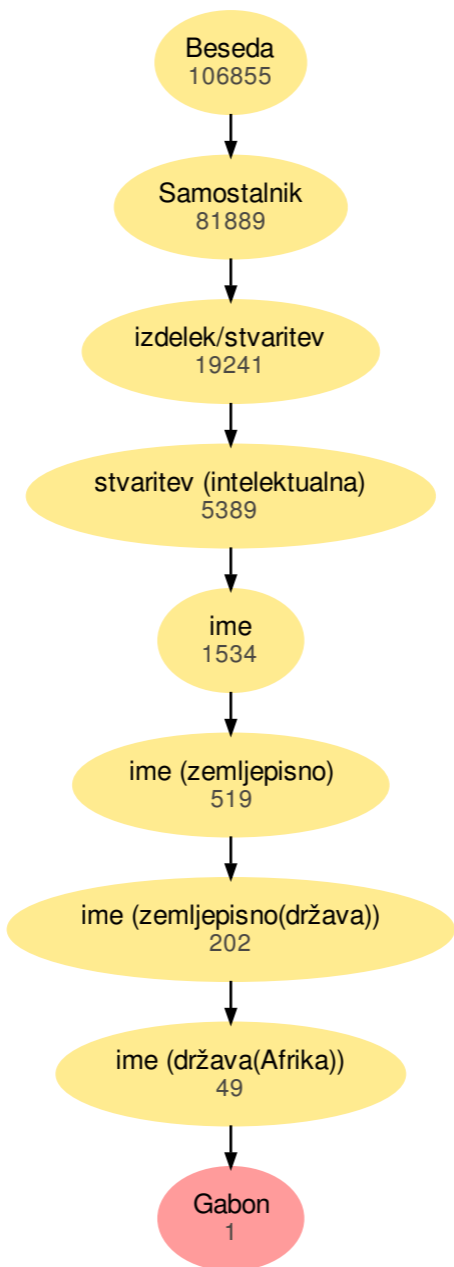 Beseda
106855
Samostalnik
81889
izdelek/stvaritev
19241
stvaritev (intelektualna)
5389
ime
1534
ime (zemljepisno)
519
ime (zemljepisno(država))
202
ime (država(Afrika))
49
Gabon
1